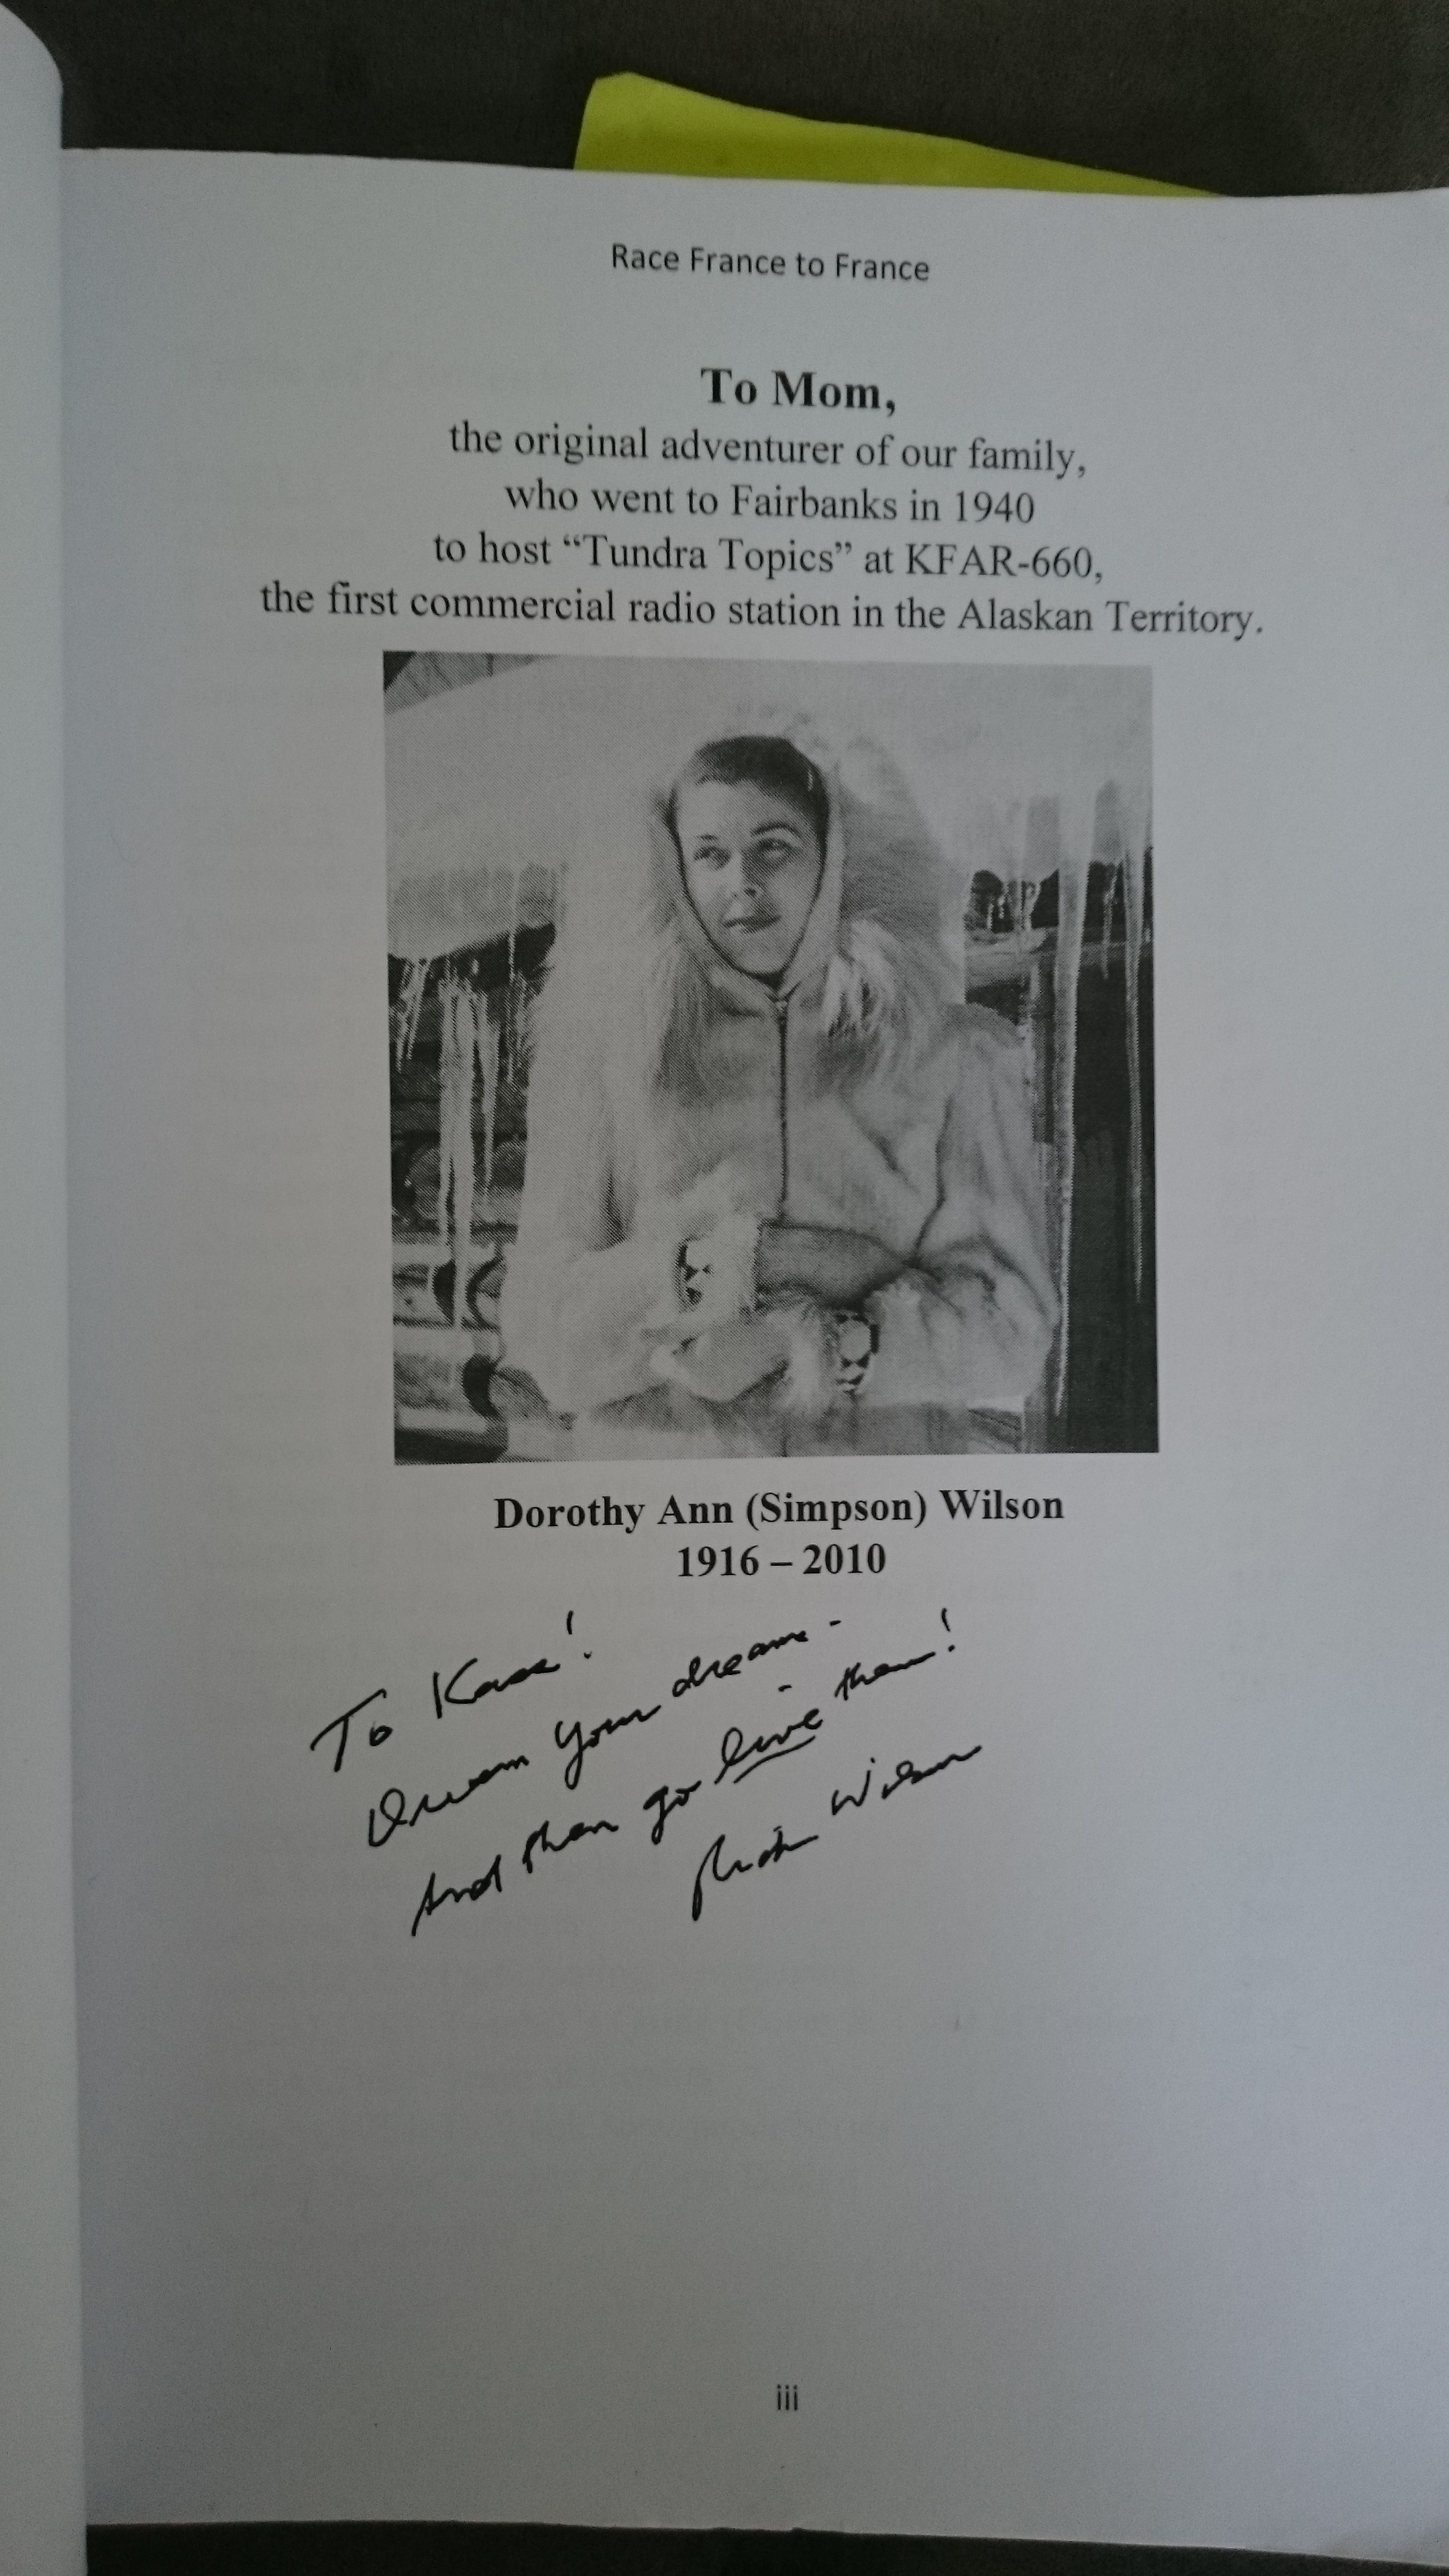 Race France to France
To Mom,
the original adventurer of our family,
who went to Fairbanks in 1940
to host “Tundra Topics” at KFAR-660,
the first commercial radio station in the Alaskan Territory.
Dorothy Ann (Simpson) Wilson
1916 – 2010
To
Dream your dreams -
And then go live them!
Rich Wilson
iii